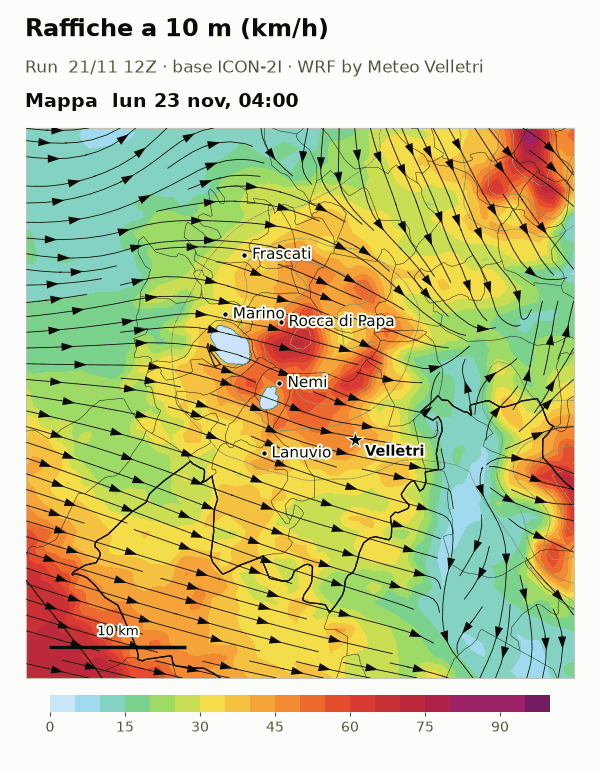 Raffiche a 10 m (km/h)
Run  21/11 12Z · base ICON-2I · WRF by Meteo Velletri
Mappa  lun 23 nov, 04:00
Frascati
Marino
Rocca di Papa
Nemi
Velletri
Lanuvio
10 km
0 15 30 45 60 75 90